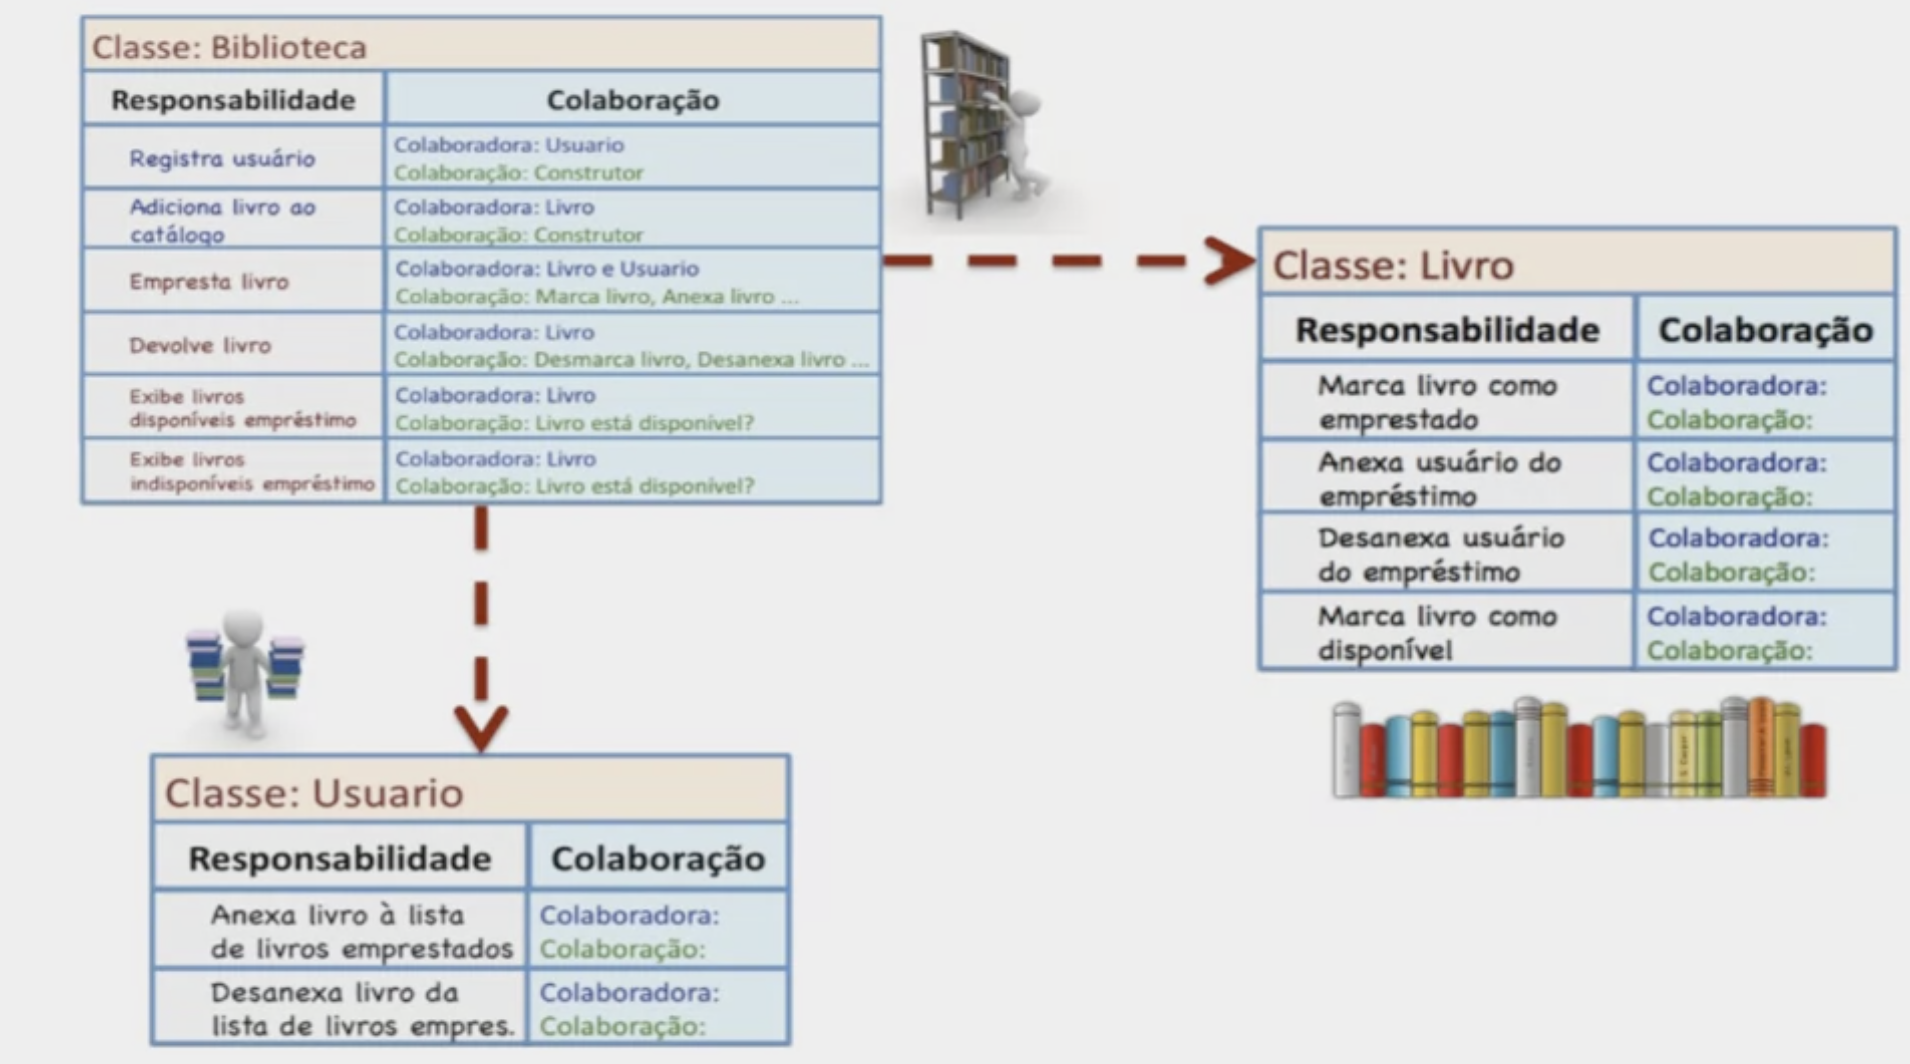 Classe: Biblioteca
Responsabilidade Colaboração
Registra usuário
Colaboradora: Usuario
Colaboração: Construtor
Adiciona livro ao
catálogo
Colaboradora: Livro
Colaboração: Construtor
Empresta livro
Colaboradora: Livro e Usuario
Colaboração: Marca livro, Anexa livro ...
Devolve livro
Colaboradora: Livro
Colaboração: Desmarca livro, Desanexa livro ...
Exibe livros
disponíveis empréstimo
Colaboradora: Livro
Colaboração: Livro está disponível?
Exibe livros
indisponíveis empréstimo
Colaboradora: Livro
Colaboração: Livro está disponível?
Classe: Livro
Responsabilidade Colaboração
Marca livro como
emprestado
Colaboradora:
Colaboração:
Anexa usuário do
empréstimo
Colaboradora:
Colaboração:
Desanexa usuário
do empréstimo
Colaboradora:
Colaboração:
Marca livro como
disponível
Colaboradora:
Colaboração:
Classe: Usuario
Responsabilidade Colaboração
Anexa livro à lista
de livros emprestados
Colaboradora:
Colaboração:
Desanexa livro da
lista de livros empres.
Colaboradora:
Colaboração: